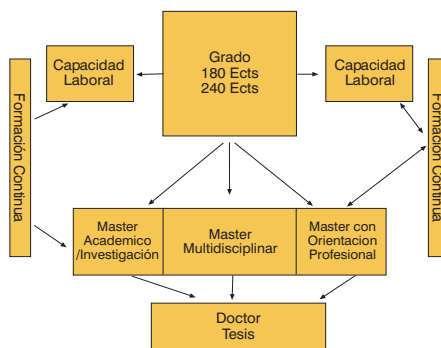 Grado
180 Ects
240 Ects
Capacidad
Laboral
Capacidad
Laboral
Formación Continua
Formación Continua
Master
Academico
/Investigación
Master
Multidisciplinar
Master con
Orientacion
Profesional
Doctor
Tesis